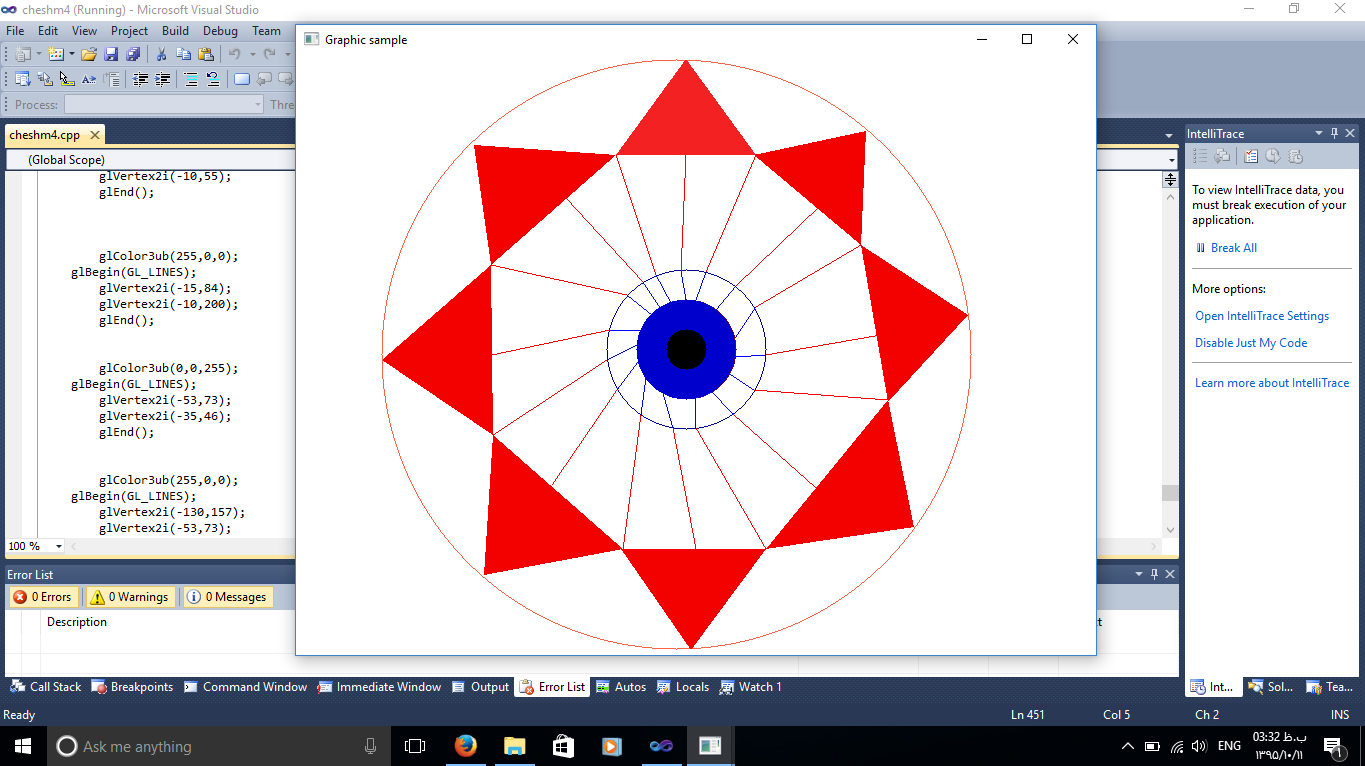 cheshm4 (Running) - Microsoft Visual Studio
File Edit View Project Build Debug Team
Graphic sample
Process: Thre
cheshm4.cpp
(Global Scope)
glVertex2i(-10,55);
glEnd();
glColor3ub(255,0,0);
glBegin(GL_LINES);
glVertex2i(-15,84);
glVertex2i(-10,200);
glEnd();
glColor3ub(0,0,255);
glBegin(GL_LINES);
glVertex2i(-53,73);
glVertex2i(-35,46);
glEnd();
glColor3ub(255,0,0);
glBegin(GL_LINES);
glVertex2i(-130,157);
glVertex2i(-53,73);
100 %
IntelliTrace
To view IntelliTrace data, you
must break execution of your
application.
Break All
More options:
Open IntelliTrace Settings
Disable Just My Code
Learn more about IntelliTrace
Error List
0 Errors 0 Warnings 0 Messages
Description
Call Stack Breakpoints Command Window Immediate Window Output Error List Autos Locals Watch 1
Int... Sol... Tea...
Ready Ln 451 Col 5 Ch 2 INS
Ask me anything
ENG
03:32 ب.ظ
۱۳۹۵/۱۰/۱۱
1